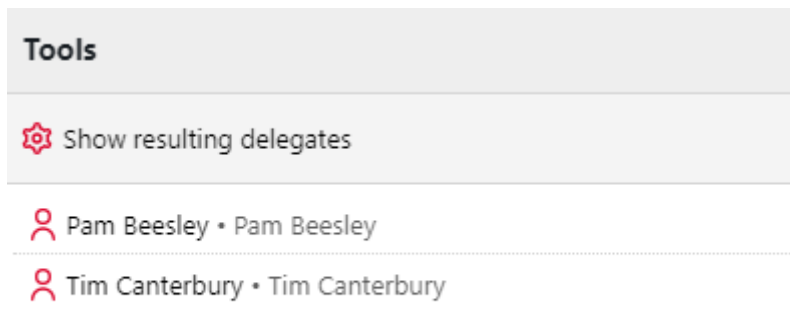 Tools
Show resulting delegates
Pam Beesley • Pam Beesley
Tim Canterbury • Tim Canterbury